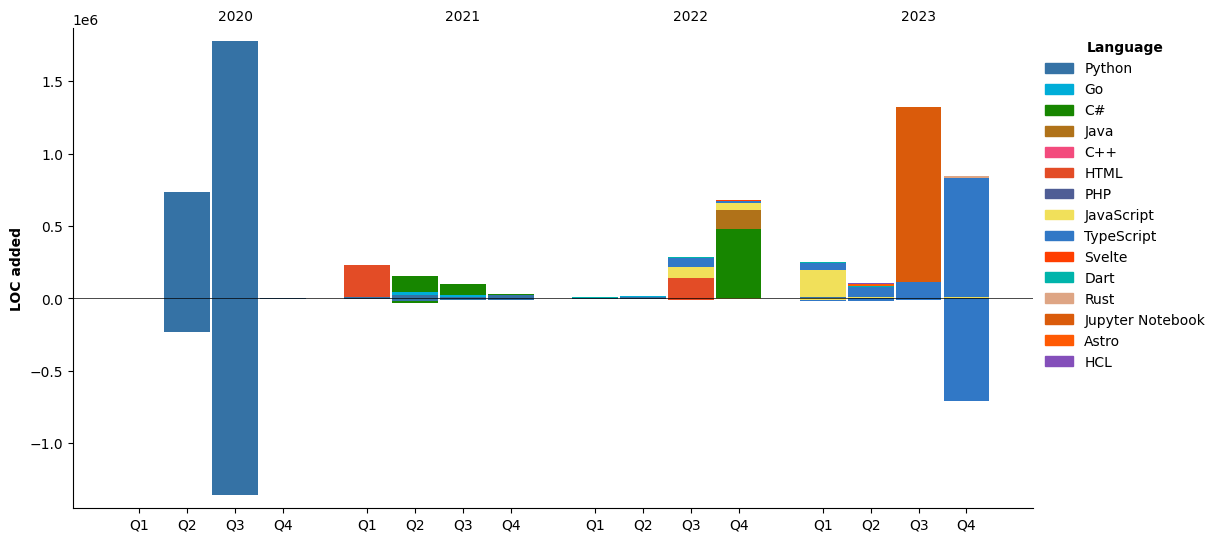 1e6
2020 2021 2022 2023
1.5
1.0
0.5
0.0
−0.5
−1.0
LOC added
Q1 Q2 Q3 Q4 Q1 Q2 Q3 Q4 Q1 Q2 Q3 Q4 Q1 Q2 Q3 Q4
Language
Python
Go
C#
Java
C++
HTML
PHP
JavaScript
TypeScript
Svelte
Dart
Rust
Jupyter Notebook
Astro
HCL